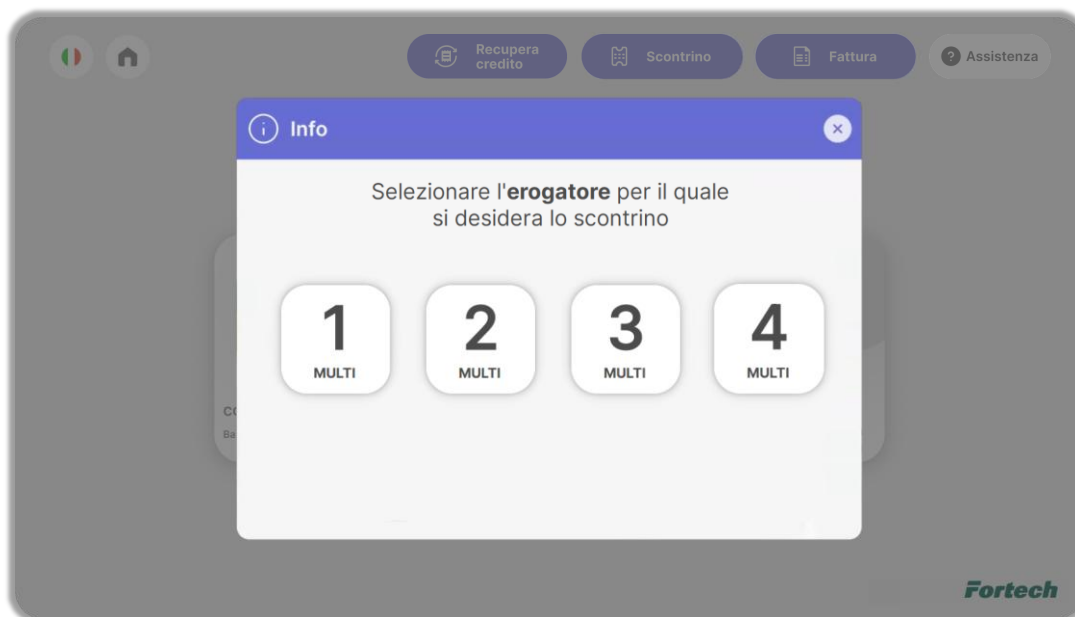 Recupera
credito
Scontrino
Fattura
? Assistenza
i Info
Selezionare l'erogatore per il quale
si desidera lo scontrino
1
MULTI
2
MULTI
3
MULTI
4
MULTI
Fortech